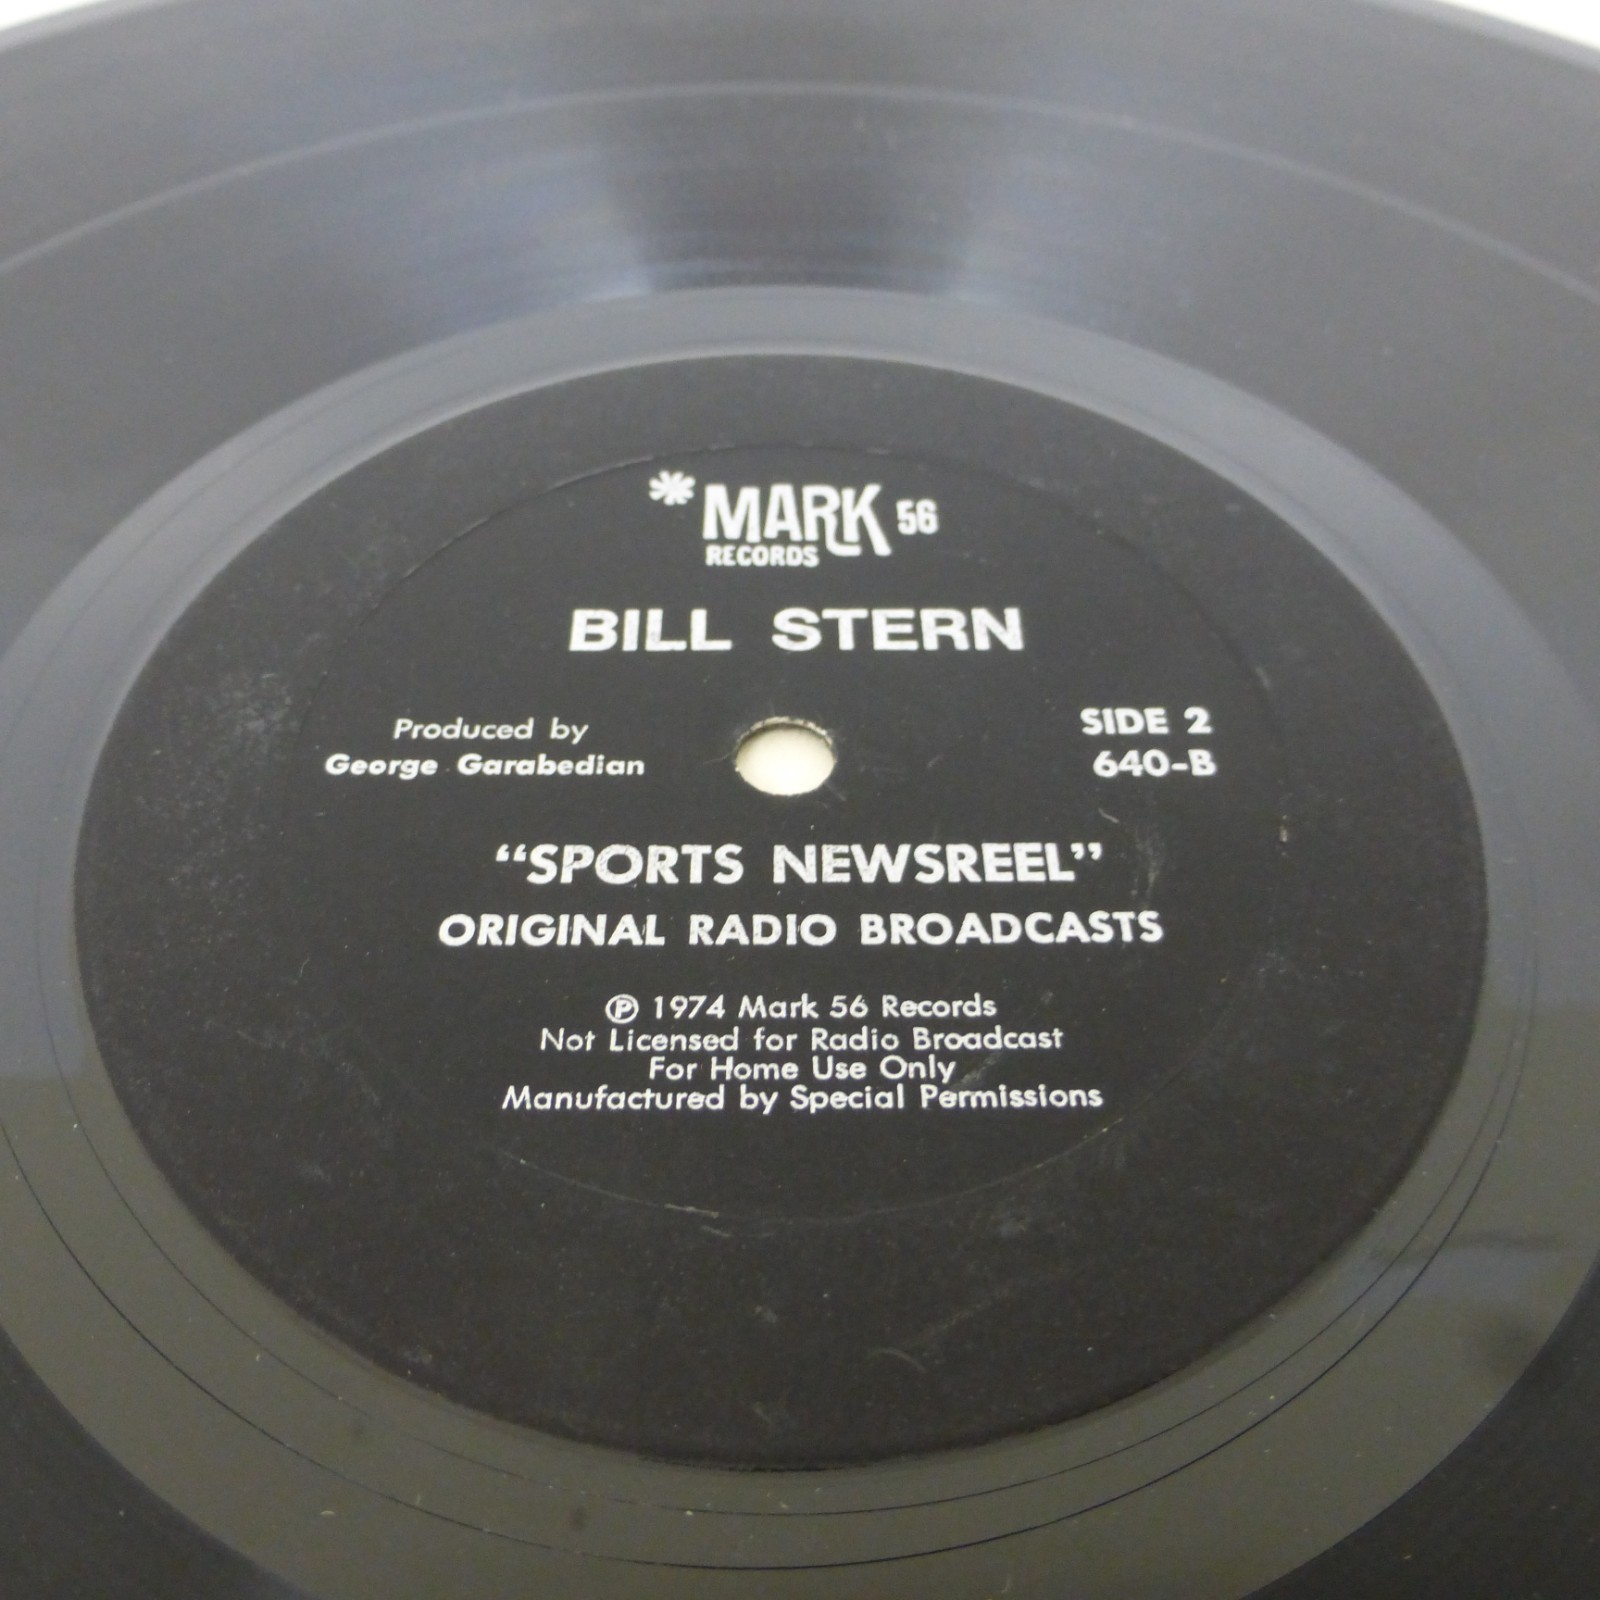 *MARK 56
RECORDS
BILL STERN
Produced by
George Garabedian
SIDE 2
640-B
“SPORTS NEWSREEL”
ORIGINAL RADIO BROADCASTS
℗ 1974 Mark 56 Records
Not Licensed for Radio Broadcast
For Home Use Only
Manufactured by Special Permissions